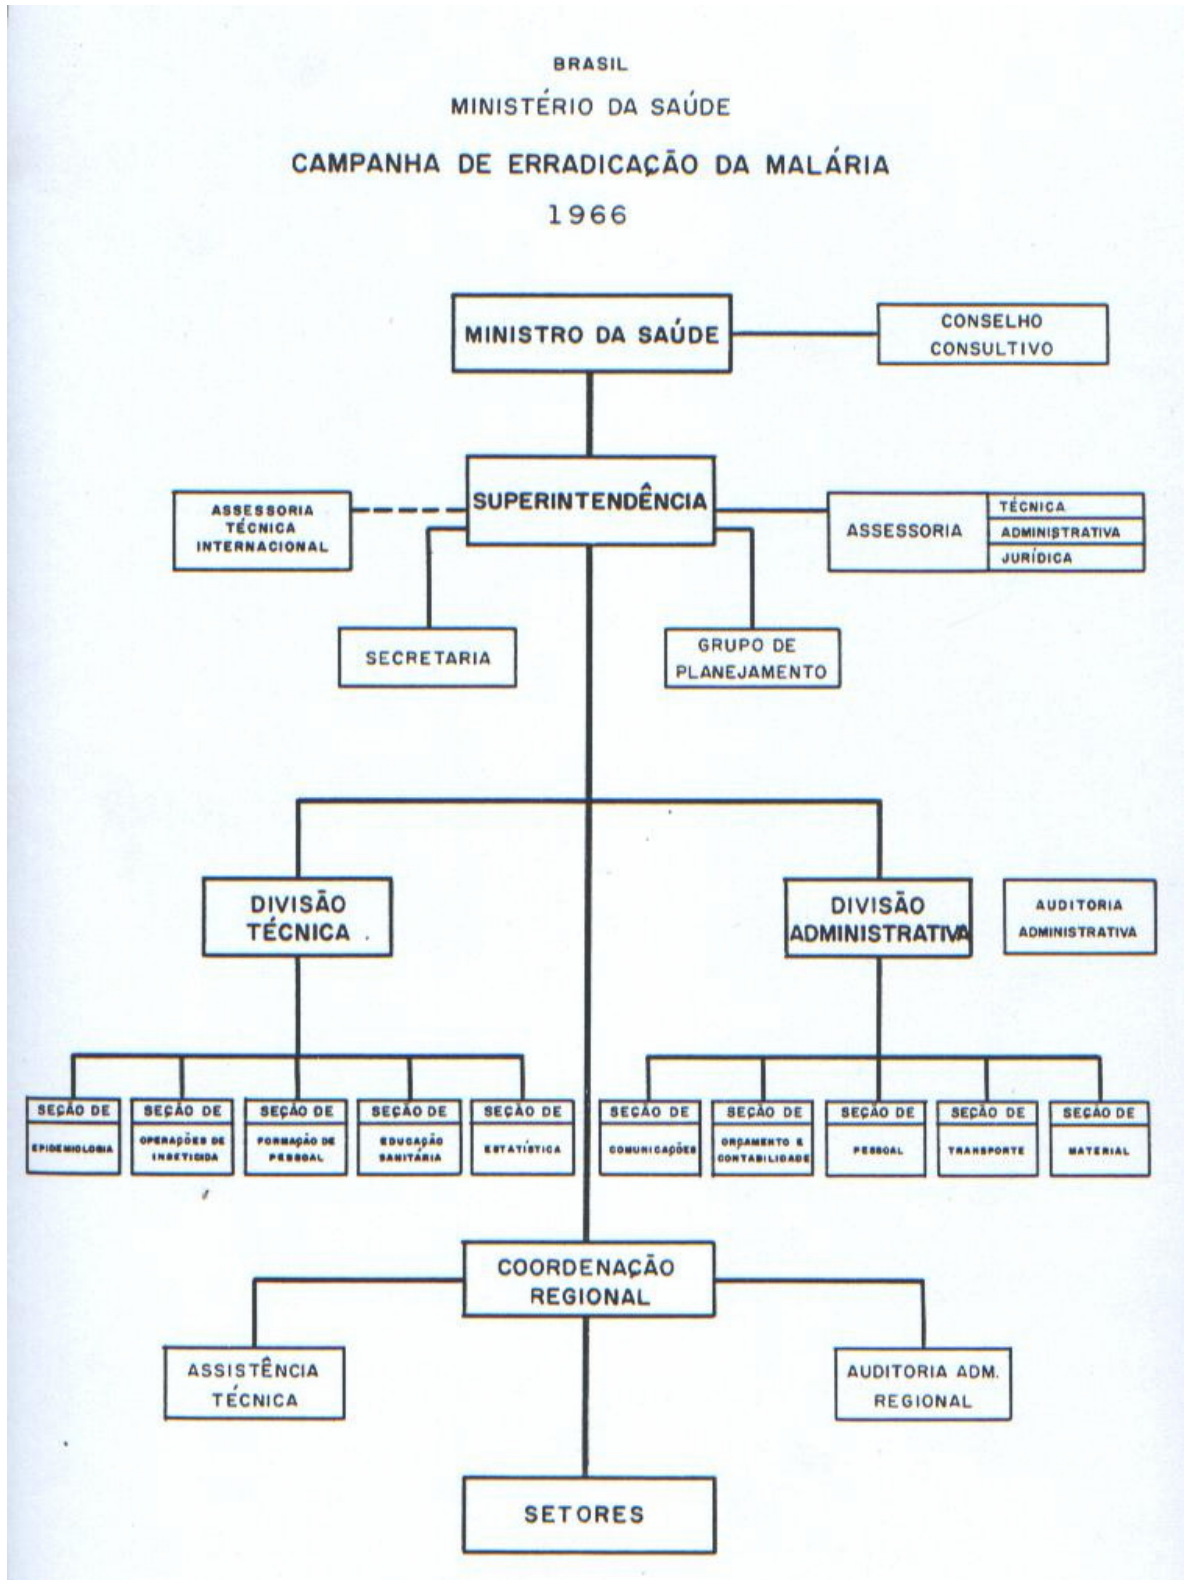 BRASIL
MINISTÉRIO DA SAÚDE
CAMPANHA DE ERRADICAÇÃO DA MALÁRIA
1966
MINISTRO DA SAÚDE
CONSELHO
CONSULTIVO
ASSESSORIA
TÉCNICA
INTERNACIONAL
SUPERINTENDÊNCIA
ASSESSORIA
TÉCNICA
ADMINISTRATIVA
JURÍDICA
SECRETARIA
GRUPO DE
PLANEJAMENTO
DIVISÃO
TÉCNICA
DIVISÃO
ADMINISTRATIVA
AUDITORIA
ADMINISTRATIVA
SEÇÃO DE
EPIDEMIOLOGIA
SEÇÃO DE
OPERAÇÕES DE
INSETICIDA
SEÇÃO DE
FORMAÇÃO DE
PESSOAL
SEÇÃO DE
EDUCAÇÃO
SANITÁRIA
SEÇÃO DE
ESTATÍSTICA
SEÇÃO DE
COMUNICAÇÕES
SEÇÃO DE
ORÇAMENTO E
CONTABILIDADE
SEÇÃO DE
PESSOAL
SEÇÃO DE
TRANSPORTE
SEÇÃO DE
MATERIAL
COORDENAÇÃO
REGIONAL
ASSISTÊNCIA
TÉCNICA
AUDITORIA ADM.
REGIONAL
SETORES